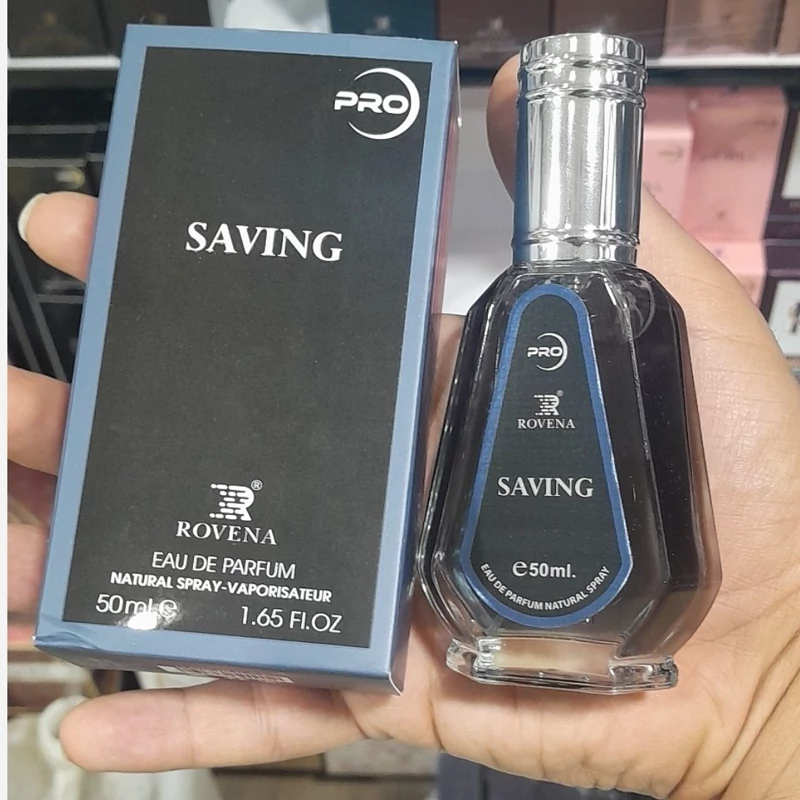 PRO
SAVING
R®
ROVENA
EAU DE PARFUM
NATURAL SPRAY-VAPORISATEUR
50ml℮
1.65 Fl.OZ
PRO
R®
ROVENA
SAVING
℮50ml.
EAU DE PARFUM NATURAL SPRAY